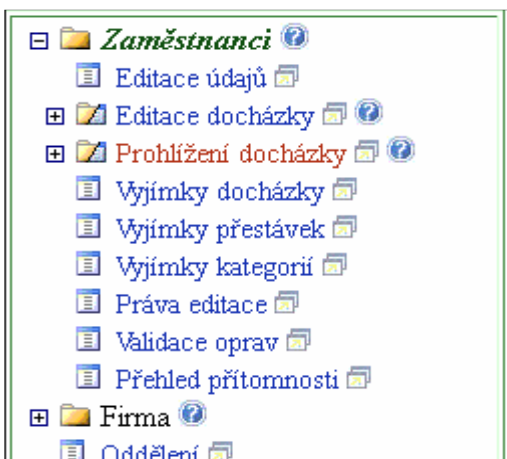 Zaměstnanci
Editace údajů
Editace docházky
Prohlížení docházky
Vyjímky docházky
Vyjímky přestávek
Vyjímky kategorií
Práva editace
Validace oprav
Přehled přítomnosti
Firma
Oddělení